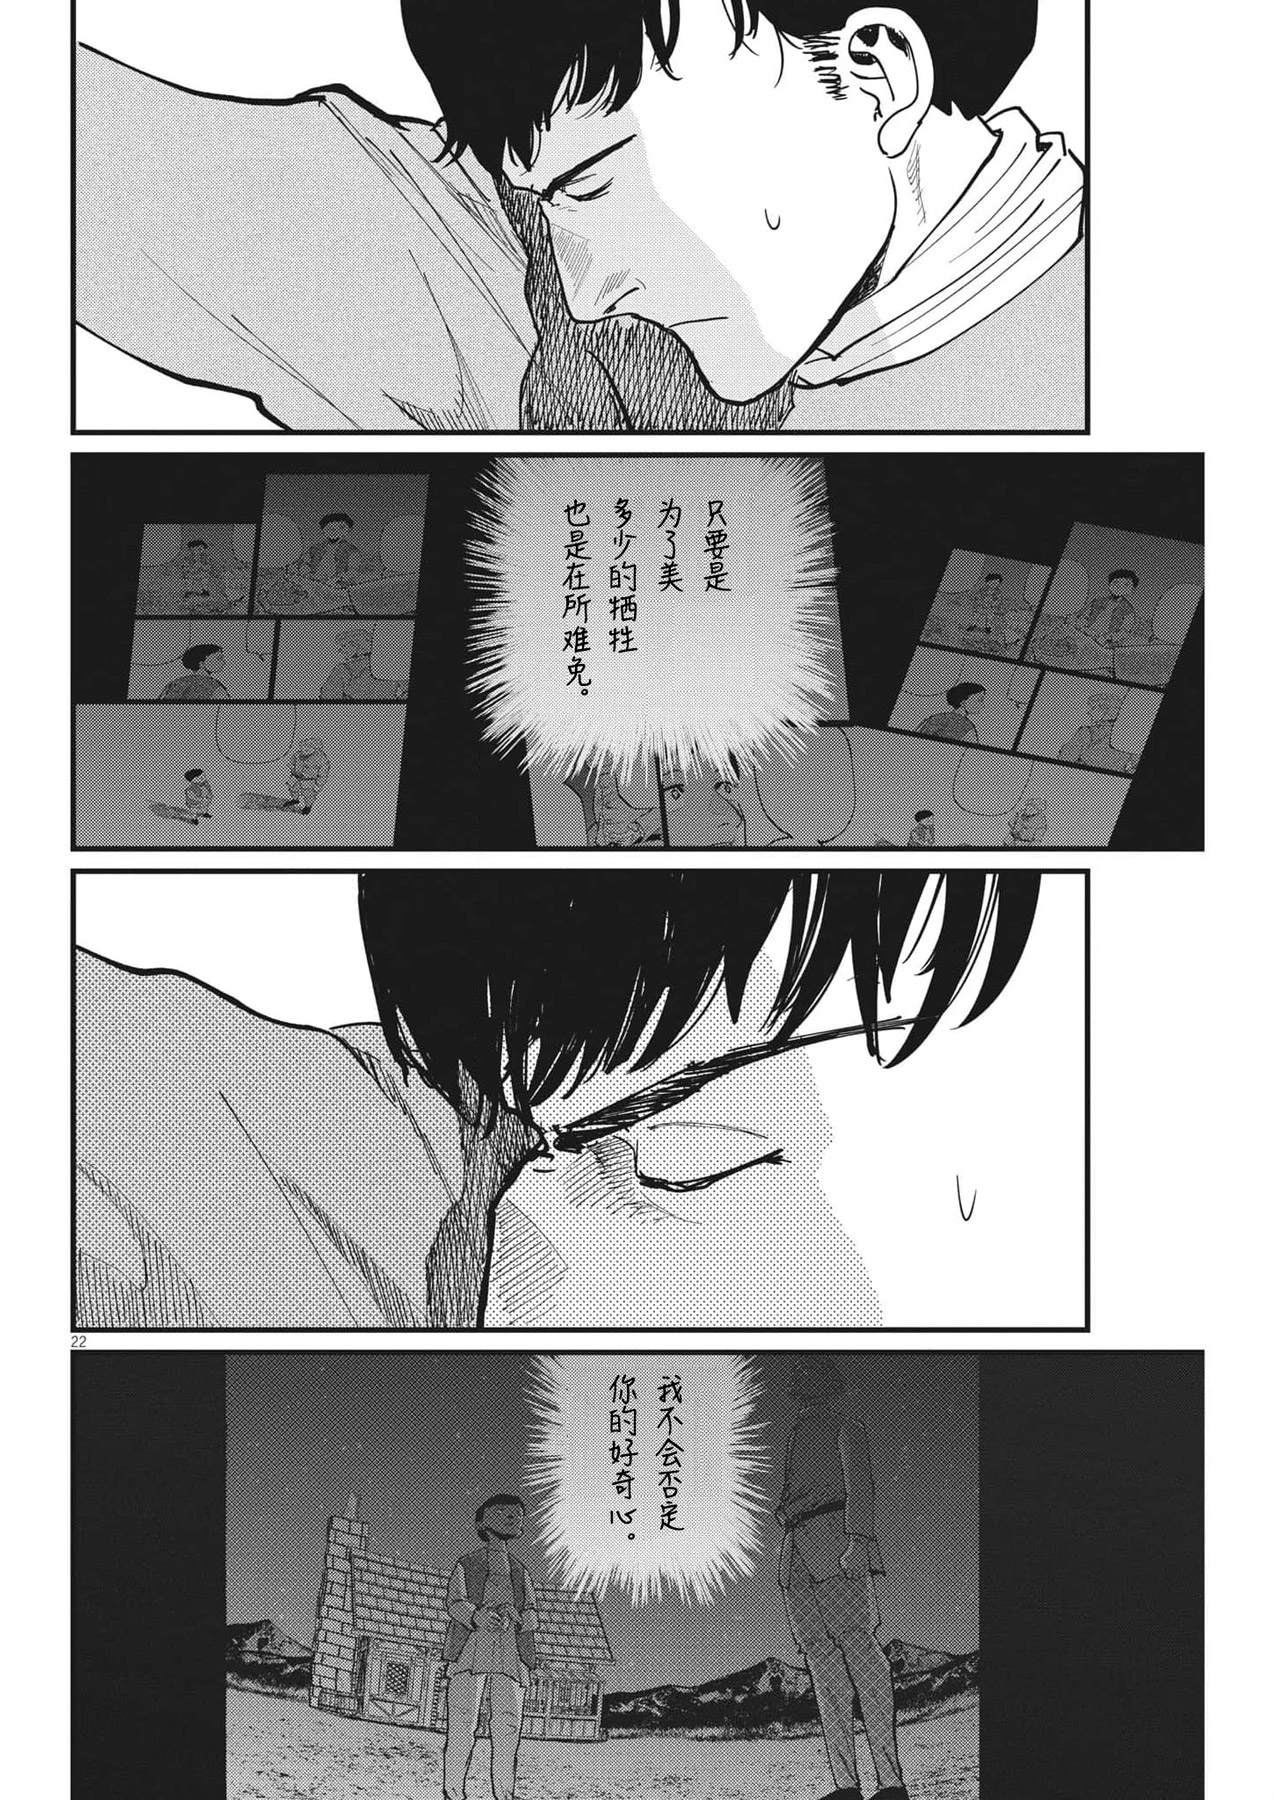 只要是
为了美
多少的牺牲
也是在所难免。
22
我不会否定
你的好奇心。